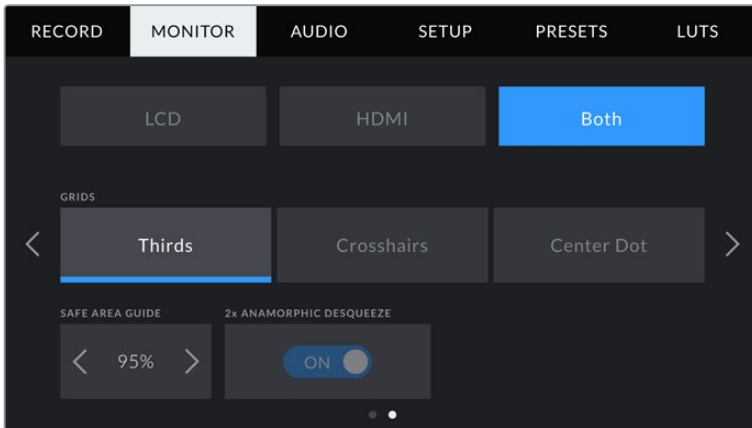 RECORD MONITOR AUDIO SETUP PRESETS LUTS
LCD HDMI Both
GRIDS
Thirds Crosshairs Center Dot
SAFE AREA GUIDE 2x ANAMORPHIC DESQUEEZE
95% ON